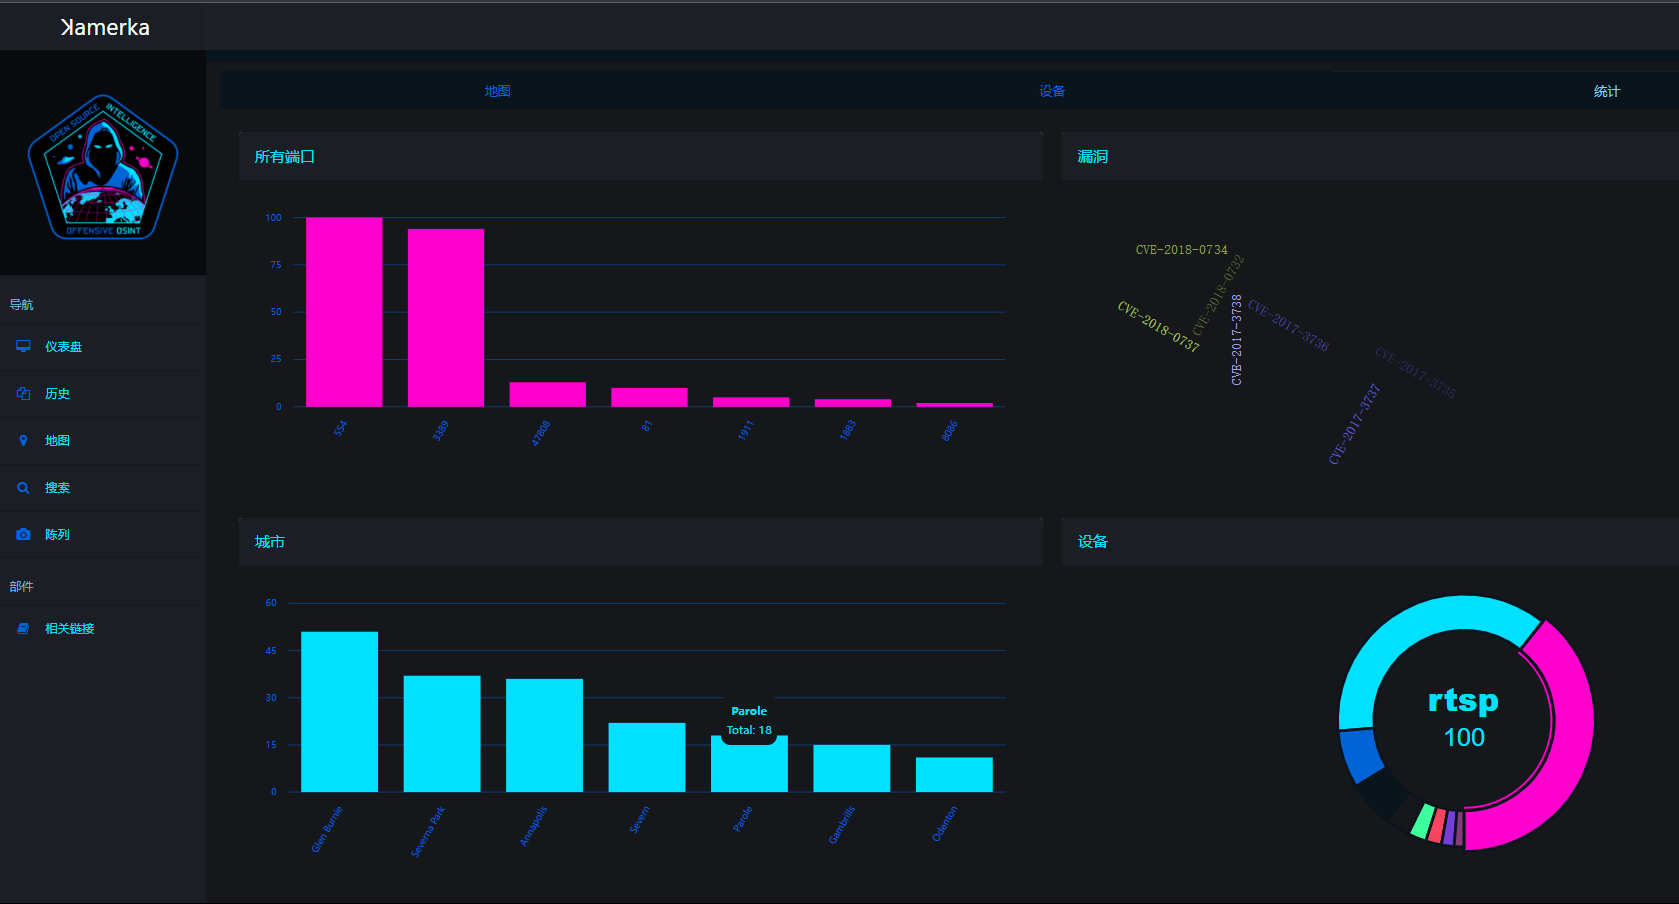 Kamerka
OPEN SOURCE INTELLIGENCE
OFFENSIVE OSINT
导航
仪表盘
历史
地图
搜索
陈列
部件
相关链接
地图
设备
统计
所有端口
100
75
50
25
0
554
3389
47808
81
1911
1883
8086
漏洞
CVE-2018-0734
CVE-2018-0732
CVE-2018-0737
CVE-2017-3738
CVE-2017-3736
CVE-2017-3735
CVE-2017-3737
城市
60
45
30
15
0
Parole
Total: 18
Glen Burnie
Severna Park
Annapolis
Severn
Parole
Gambrills
Odenton
设备
rtsp
100